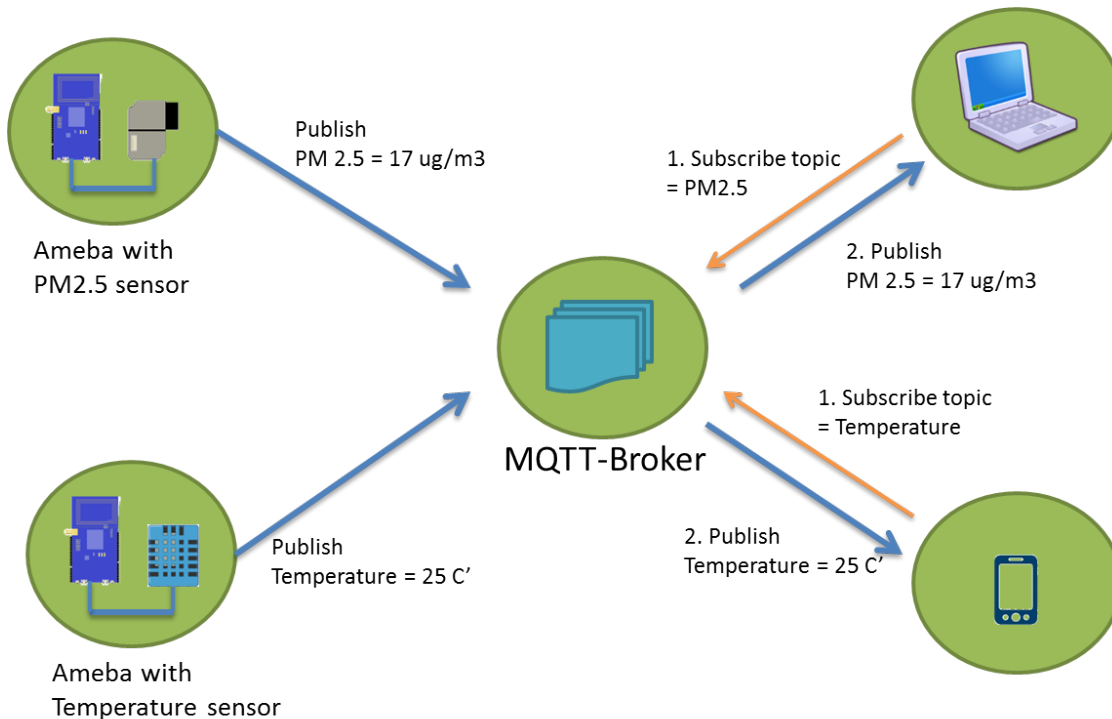 Publish
PM 2.5 = 17 ug/m3
Ameba with
PM2.5 sensor
1. Subscribe topic
= PM2.5
2. Publish
PM 2.5 = 17 ug/m3
MQTT-Broker
1. Subscribe topic
= Temperature
2. Publish
Temperature = 25 C’
Publish
Temperature = 25 C’
Ameba with
Temperature sensor